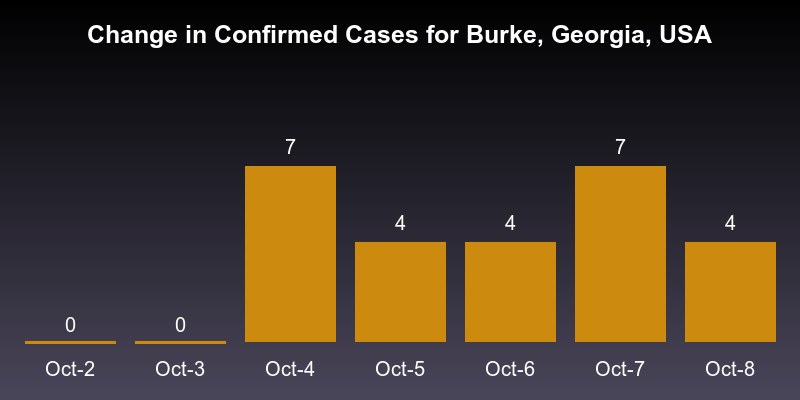 Change in Confirmed Cases for Burke, Georgia, USA
7 7
4 4 4
0 0
Oct-2 Oct-3 Oct-4 Oct-5 Oct-6 Oct-7 Oct-8